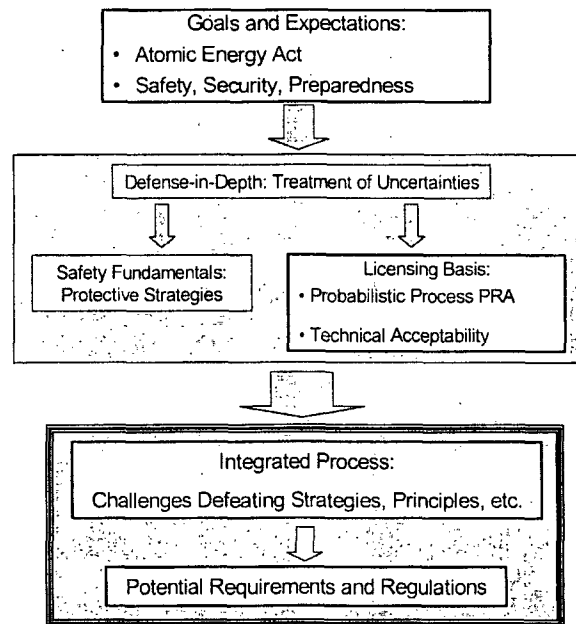 Goals and Expectations:
• Atomic Energy Act
• Safety, Security, Preparedness
Defense-in-Depth: Treatment of Uncertainties
Safety Fundamentals:
Protective Strategies
Licensing Basis:
• Probabilistic Process PRA
• Technical Acceptability
Integrated Process:
Challenges Defeating Strategies, Principles, etc.
Potential Requirements and Regulations